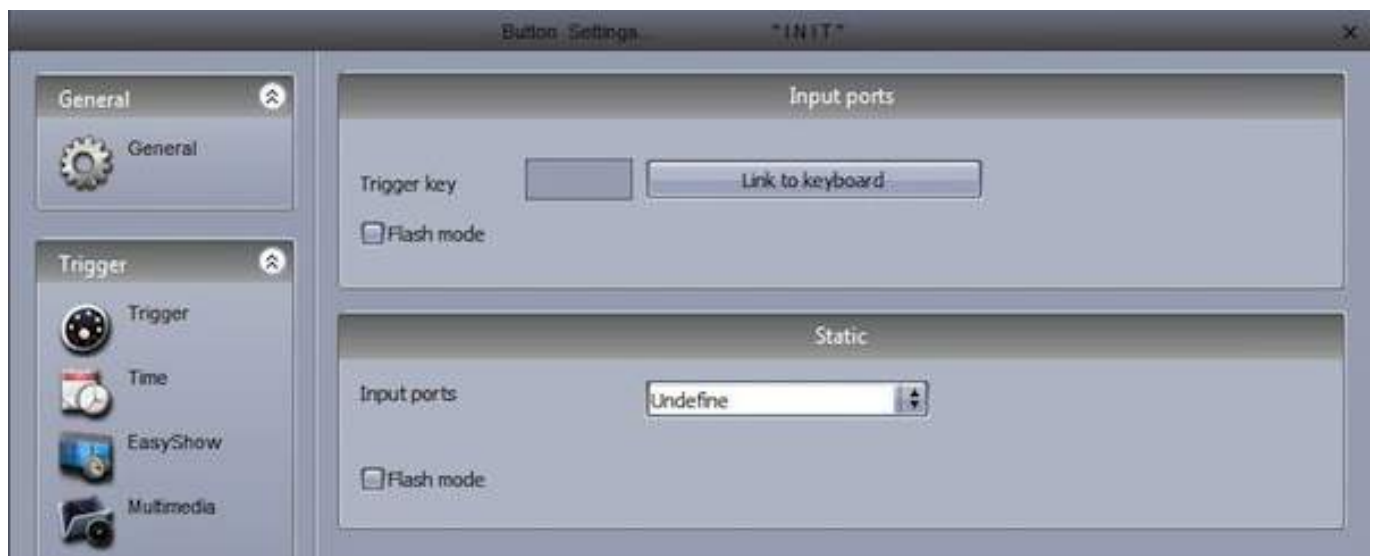 Button Settings... "INIT"
General
General
Trigger
Trigger
Time
EasyShow
Multimedia
Input ports
Trigger key
Link to keyboard
Flash mode
Static
Input ports
Undefine
Flash mode